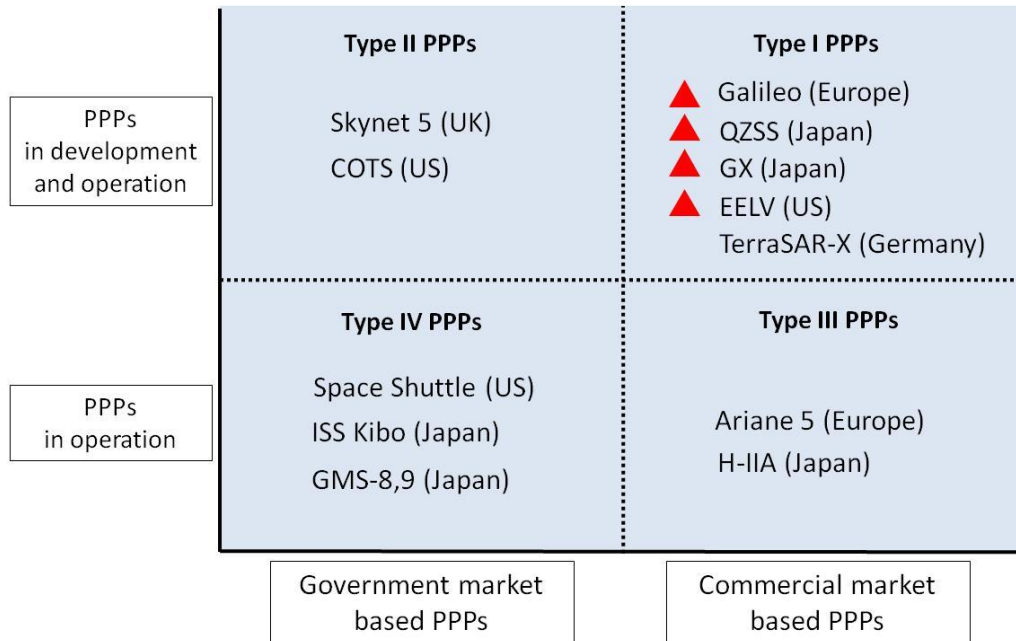 Type II PPPs
Type I PPPs
PPPs
in development
and operation
Skynet 5 (UK)
COTS (US)
Galileo (Europe)
QZSS (Japan)
GX (Japan)
EELV (US)
TerraSAR-X (Germany)
Type IV PPPs
Type III PPPs
PPPs
in operation
Space Shuttle (US)
ISS Kibo (Japan)
GMS-8,9 (Japan)
Ariane 5 (Europe)
H-IIA (Japan)
Government market
based PPPs
Commercial market
based PPPs